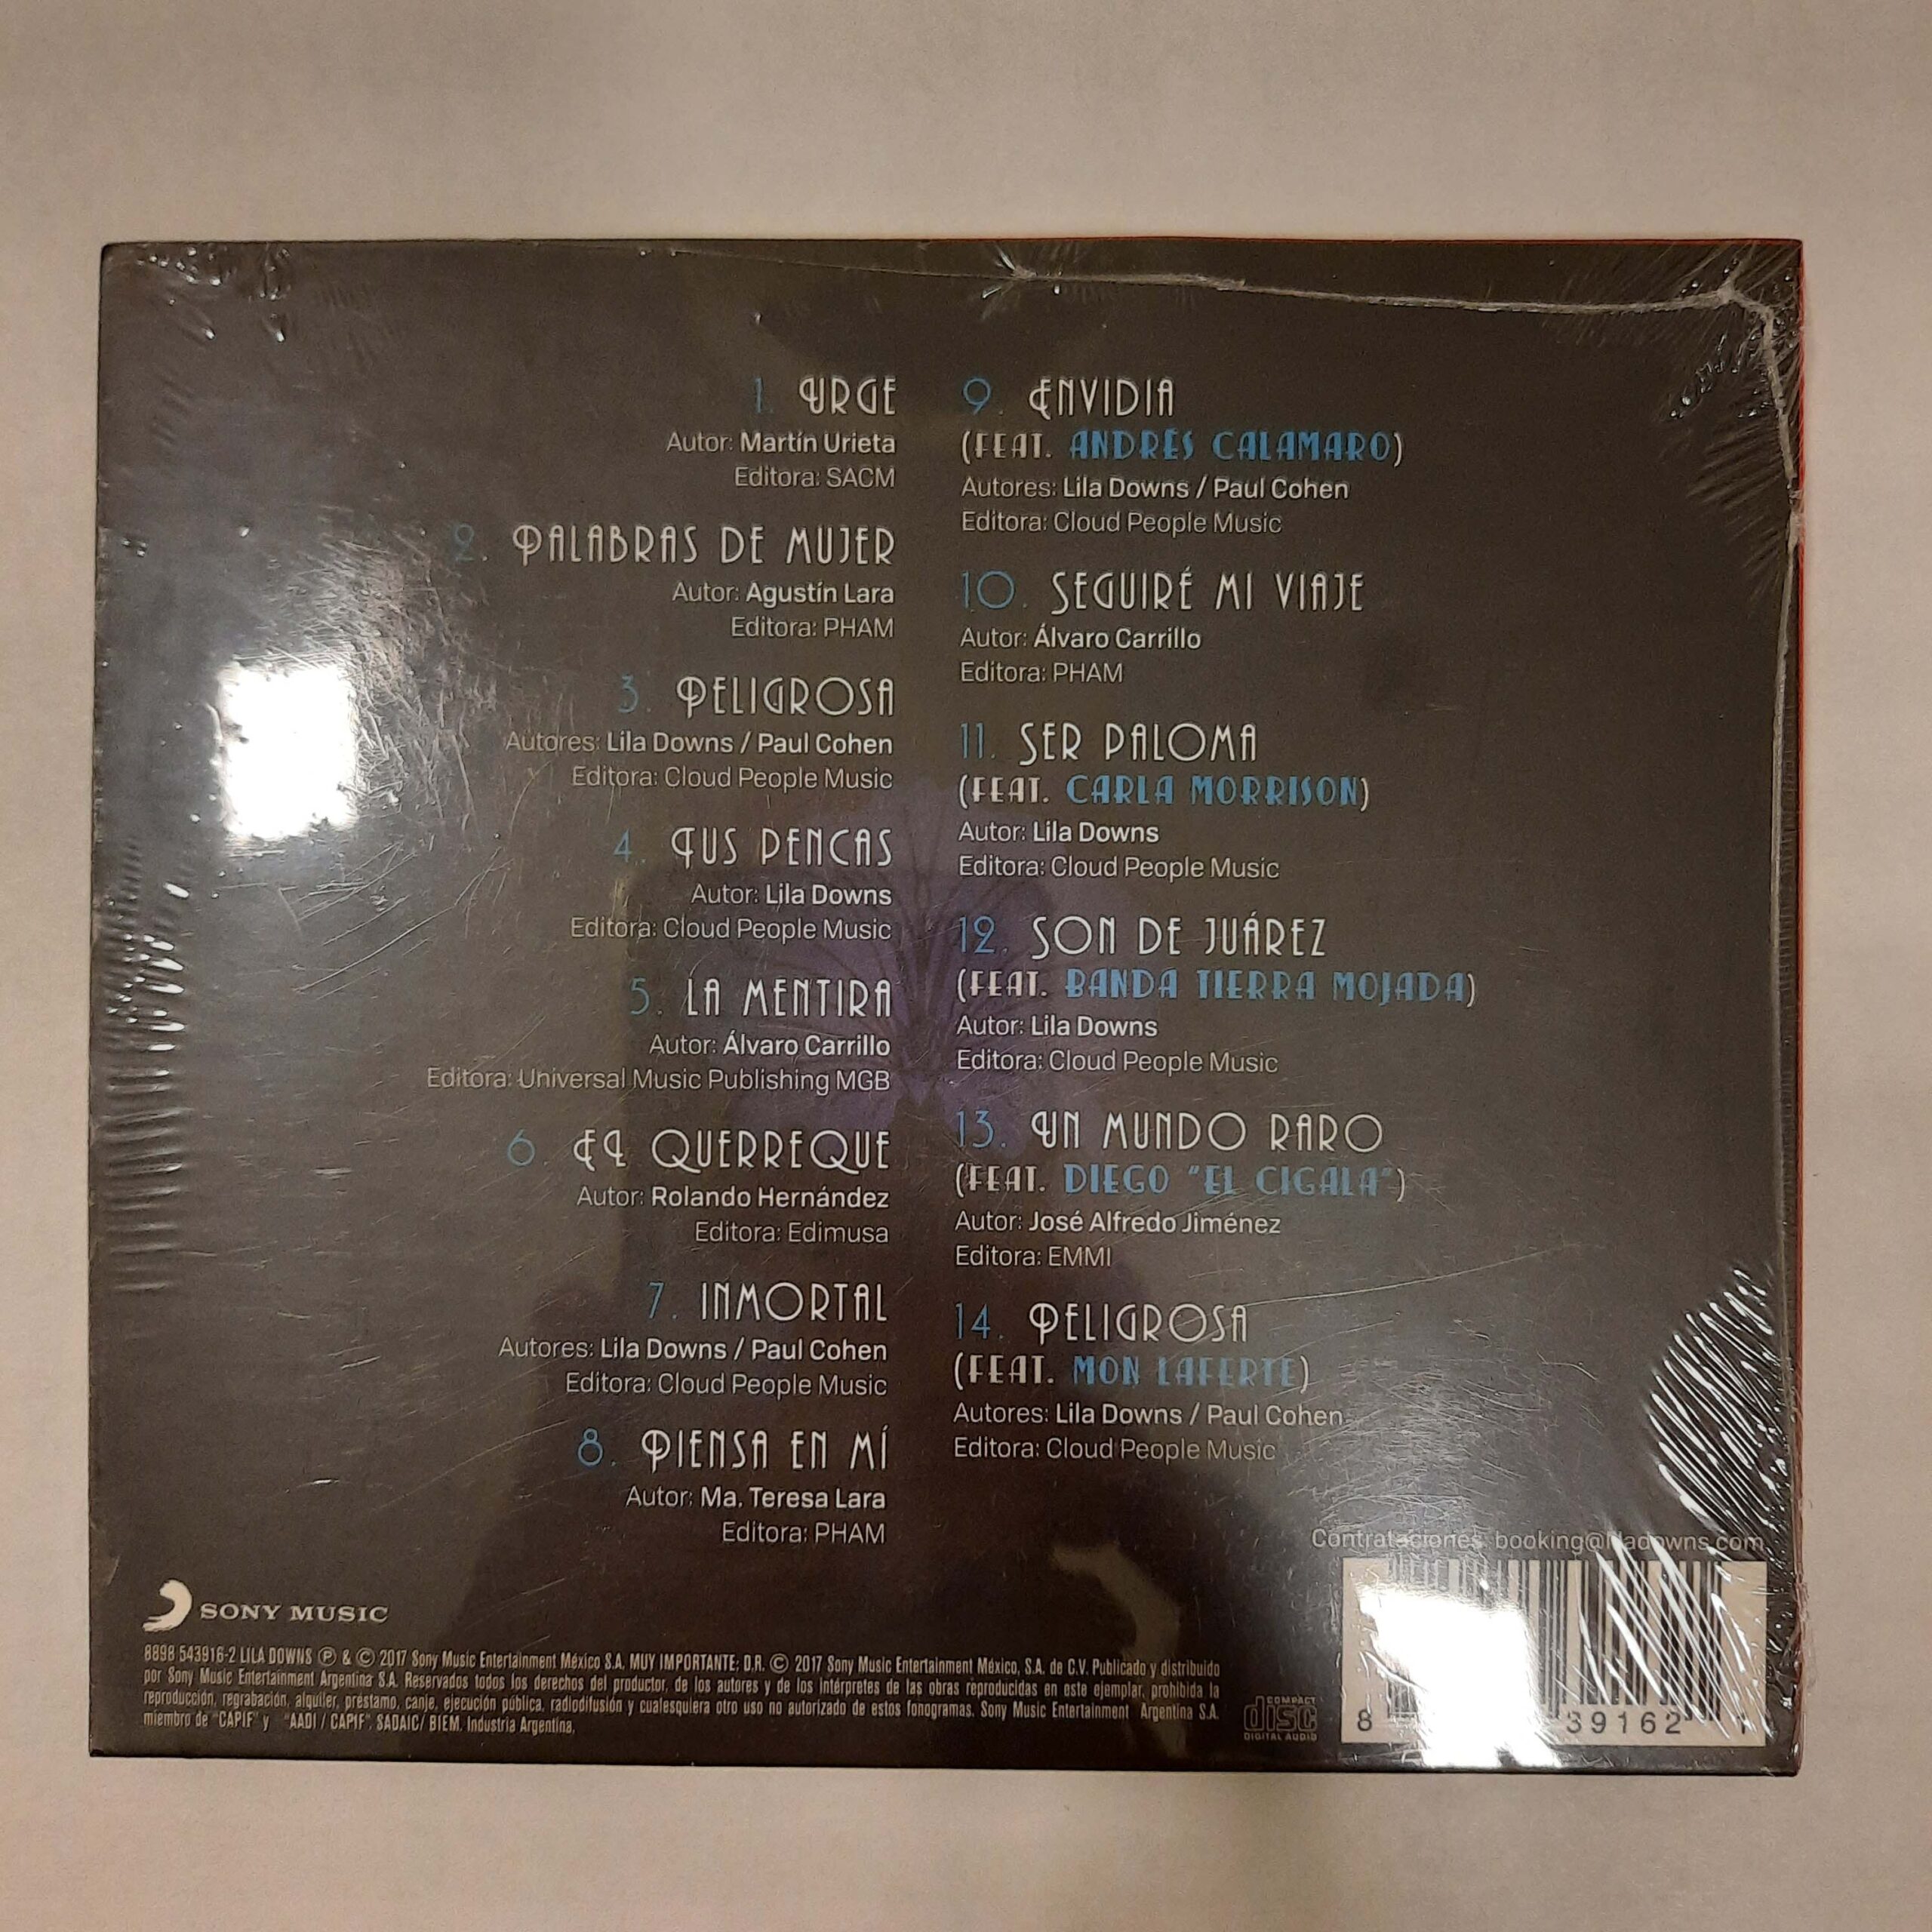 1. URGE
Autor: Martín Urieta
Editora: SACM
2. PALABRAS DE MUJER
Autor: Agustín Lara
Editora: PHAM
3. PELIGROSA
Autores: Lila Downs / Paul Cohen
Editora: Cloud People Music
4. TUS PENCAS
Autor: Lila Downs
Editora: Cloud People Music
5. LA MENTIRA
Autor: Álvaro Carrillo
Editora: Universal Music Publishing MGB
6. EL QUERREQUE
Autor: Rolando Hernández
Editora: Edimusa
7. INMORTAL
Autores: Lila Downs / Paul Cohen
Editora: Cloud People Music
8. PIENSA EN MÍ
Autor: Ma. Teresa Lara
Editora: PHAM
9. ENVIDIA
(FEAT. ANDRÉS CALAMARO)
Autores: Lila Downs / Paul Cohen
Editora: Cloud People Music
10. SEGUIRÉ MI VIAJE
Autor: Álvaro Carrillo
Editora: PHAM
11. SER PALOMA
(FEAT. CARLA MORRISON)
Autor: Lila Downs
Editora: Cloud People Music
12. SON DE JUÁREZ
(FEAT. BANDA TIERRA MOJADA)
Autor: Lila Downs
Editora: Cloud People Music
13. UN MUNDO RARO
(FEAT. DIEGO "EL CIGALA")
Autor: José Alfredo Jiménez
Editora: EMMI
14. PELIGROSA
(FEAT. MON LAFERTE)
Autores: Lila Downs / Paul Cohen
Editora: Cloud People Music
Contrataciones: booking@liladowns.com
SONY MUSIC
8898 543916-2 LILA DOWNS ℗ & © 2017 Sony Music Entertainment México S.A. MUY IMPORTANTE: D.R. © 2017 Sony Music Entertainment México, S.A. de C.V. Publicado y distribuido
por Sony Music Entertainment Argentina S.A. Reservados todos los derechos del productor, de los autores y de los intérpretes de las obras reproducidas en este ejemplar, prohibida la
reproducción, regrabación, alquiler, préstamo, canje, ejecución pública, radiodifusión y cualesquiera otro uso no autorizado de estos fonogramas. Sony Music Entertainment Argentina S.A.
miembro de "CAPIF" y "AADI / CAPIF". SADAIC/ BIEM. Industria Argentina.
COMPACT
disc
DIGITAL AUDIO
8 39162 1